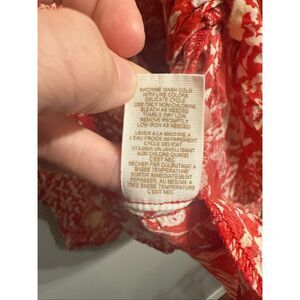 MACHINE WASH COLD
WITH LIKE COLORS
DELICATE CYCLE
USE ONLY NON-CHLORINE
BLEACH AS NEEDED
TUMBLE DRY LOW
REMOVE PROMPTLY
LOW IRON AS NEEDED
LAVER A LA MACHINE A
L'EAU FROIDE SEPAREMENT
CYCLE DELICAT
UTILISER UN JAVELLISANT
NON CHLORE QUAND
C'EST NEC
SECHER PAR CULBUTAGE A
BASSE TEMPERATURE
SORTIR IMMEDIATEMENT
REPASSER, AU BESOIN A
TRES BASSE TEMPERATURE
C'EST NEC